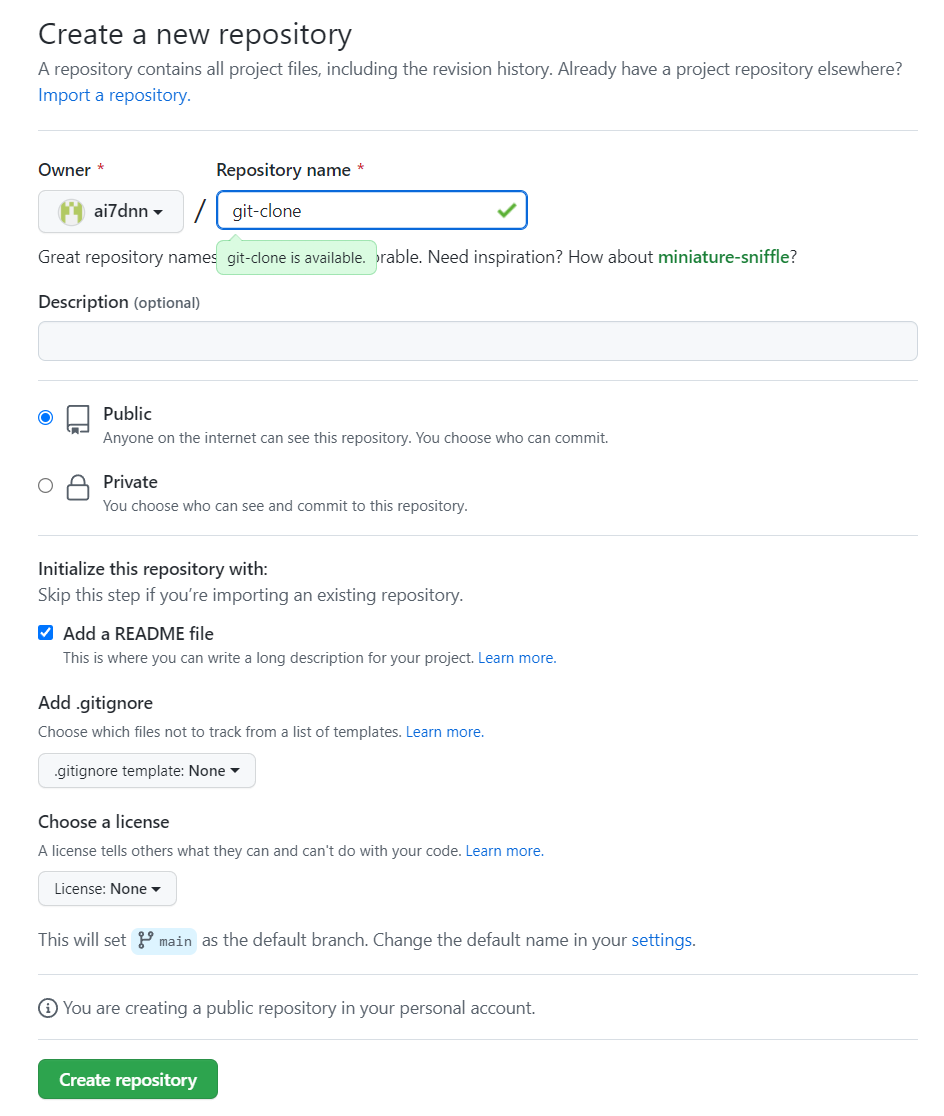 Create a new repository
A repository contains all project files, including the revision history. Already have a project repository elsewhere?
Import a repository.
Owner * Repository name *
ai7dnn / git-clone
Great repository names rable. Need inspiration? How about miniature-sniffle?
git-clone is available.
Description (optional)
Public
Anyone on the internet can see this repository. You choose who can commit.
Private
You choose who can see and commit to this repository.
Initialize this repository with:
Skip this step if you’re importing an existing repository.
Add a README file
This is where you can write a long description for your project. Learn more.
Add .gitignore
Choose which files not to track from a list of templates. Learn more.
.gitignore template: None
Choose a license
A license tells others what they can and can't do with your code. Learn more.
License: None
This will set main as the default branch. Change the default name in your settings.
You are creating a public repository in your personal account.
Create repository